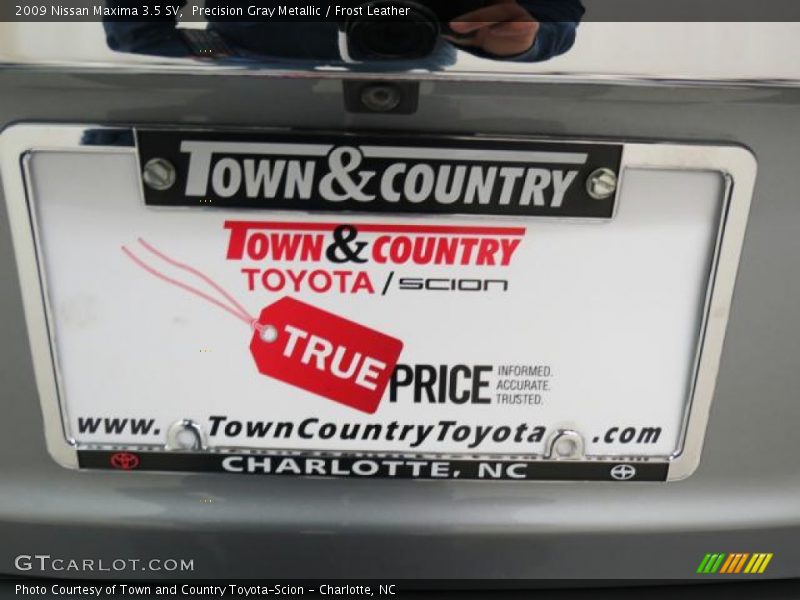 2009 Nissan Maxima 3.5 SV, Precision Gray Metallic / Frost Leather
TOWN & COUNTRY
TOWN & COUNTRY
TOYOTA / SCION
TRUE PRICE
INFORMED.
ACCURATE.
TRUSTED.
www.TownCountryToyota.com
CHARLOTTE, NC
GTCARLOT.COM
Photo Courtesy of Town and Country Toyota-Scion - Charlotte, NC